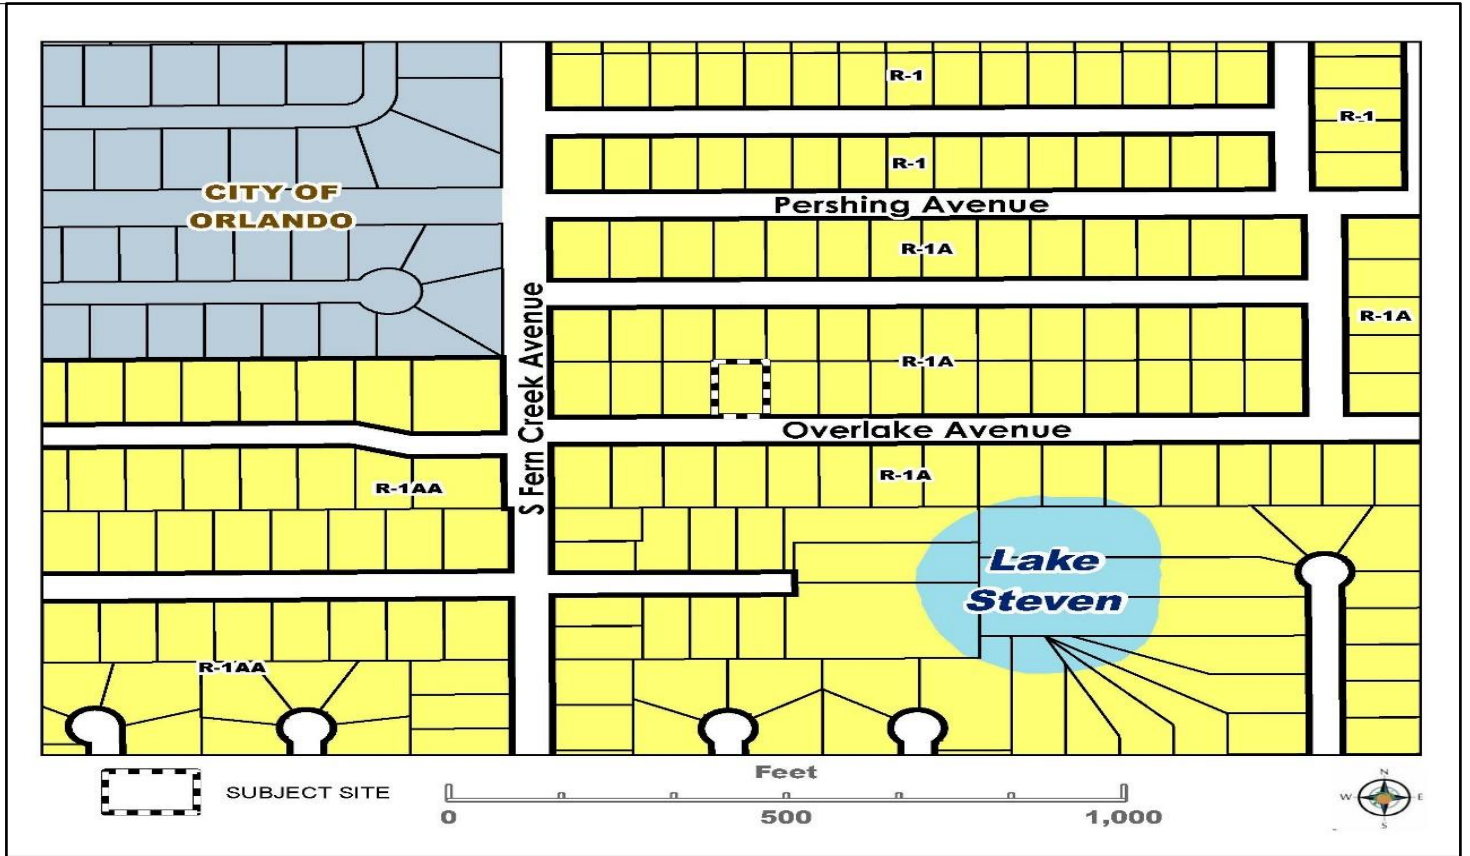 R-1
R-1
R-1
CITY OF
ORLANDO
Pershing Avenue
R-1A
R-1A
R-1A
S Fern Creek Avenue
Overlake Avenue
R-1A
R-1AA
Lake
Steven
R-1AA
SUBJECT SITE
Feet
0
500
1,000
N
W
E
S